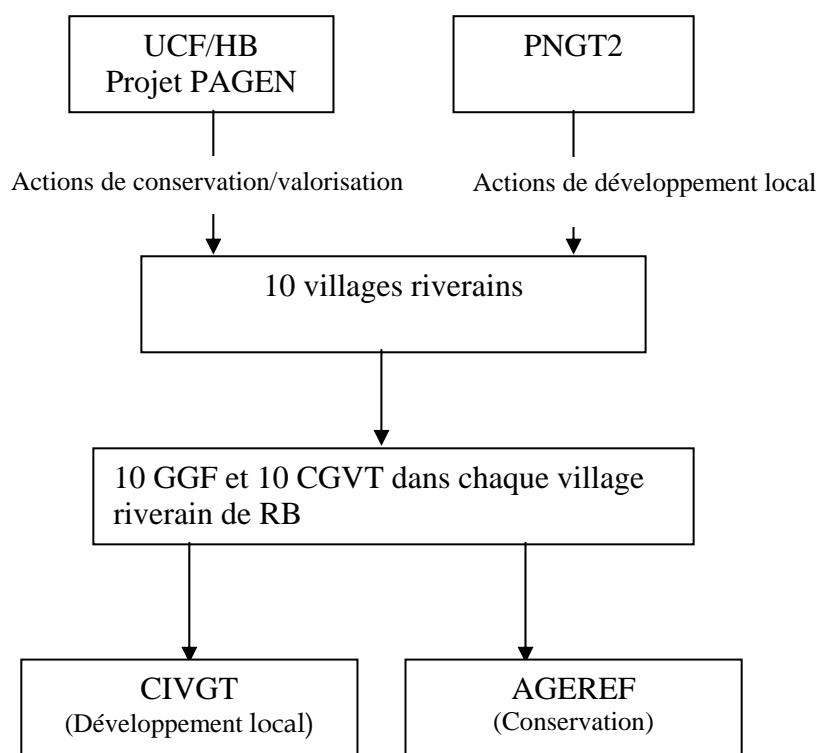 UCF/HB
Projet PAGEN
PNGT2
Actions de conservation/valorisation
Actions de développement local
10 villages riverains
10 GGF et 10 CGVT dans chaque village
riverain de RB
CIVGT
(Développement local)
AGEREF
(Conservation)